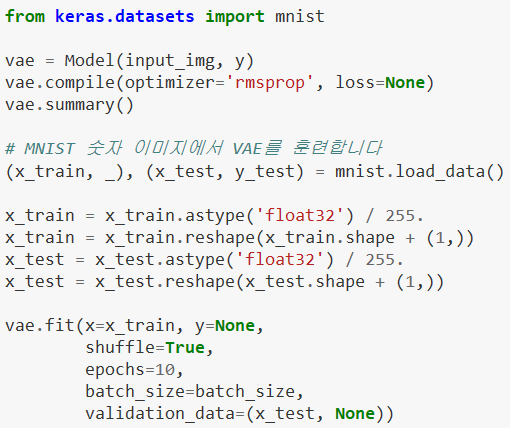 from keras.datasets import mnist
vae = Model(input_img, y)
vae.compile(optimizer='rmsprop', loss=None)
vae.summary()
# MNIST 숫자 이미지에서 VAE를 훈련합니다
(x_train, _), (x_test, y_test) = mnist.load_data()
x_train = x_train.astype('float32') / 255.
x_train = x_train.reshape(x_train.shape + (1,))
x_test = x_test.astype('float32') / 255.
x_test = x_test.reshape(x_test.shape + (1,))
vae.fit(x=x_train, y=None,
        shuffle=True,
        epochs=10,
        batch_size=batch_size,
        validation_data=(x_test, None))